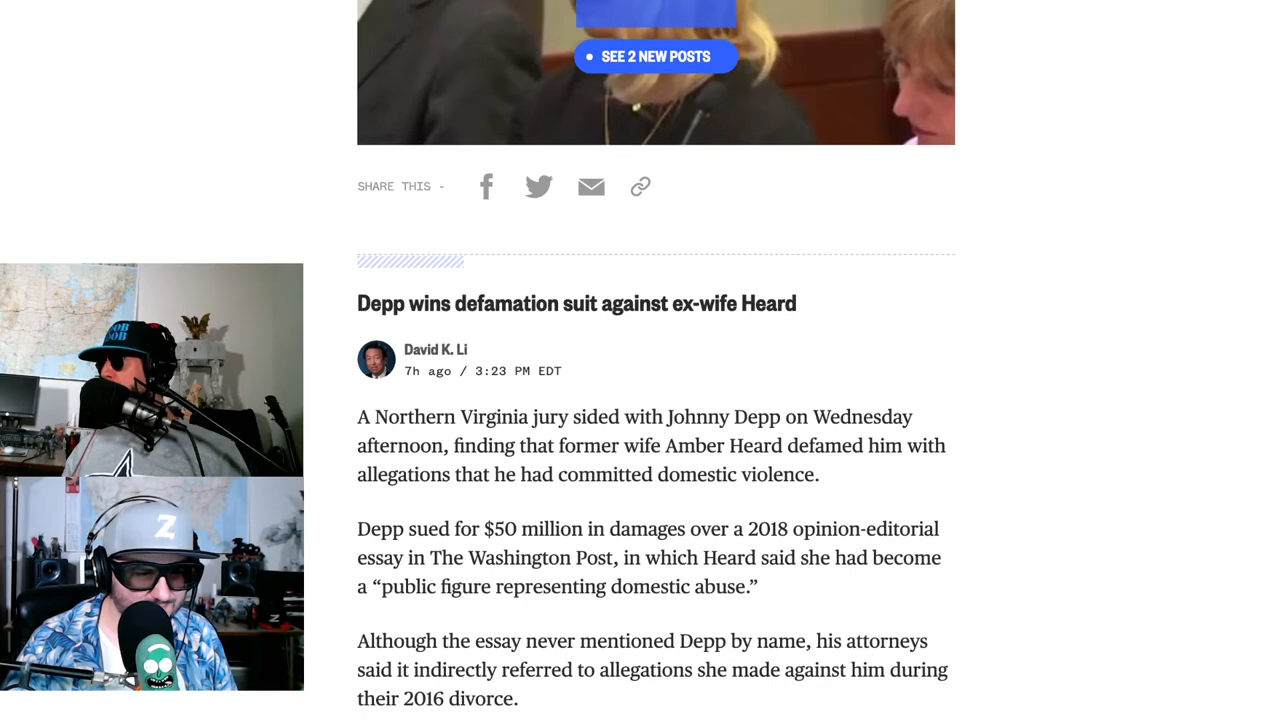 SEE 2 NEW POSTS
SHARE THIS -
Depp wins defamation suit against ex-wife Heard
David K. Li
7h ago / 3:23 PM EDT
A Northern Virginia jury sided with Johnny Depp on Wednesday
afternoon, finding that former wife Amber Heard defamed him with
allegations that he had committed domestic violence.
Depp sued for $50 million in damages over a 2018 opinion-editorial
essay in The Washington Post, in which Heard said she had become
a “public figure representing domestic abuse.”
Although the essay never mentioned Depp by name, his attorneys
said it indirectly referred to allegations she made against him during
their 2016 divorce.
Z
Z